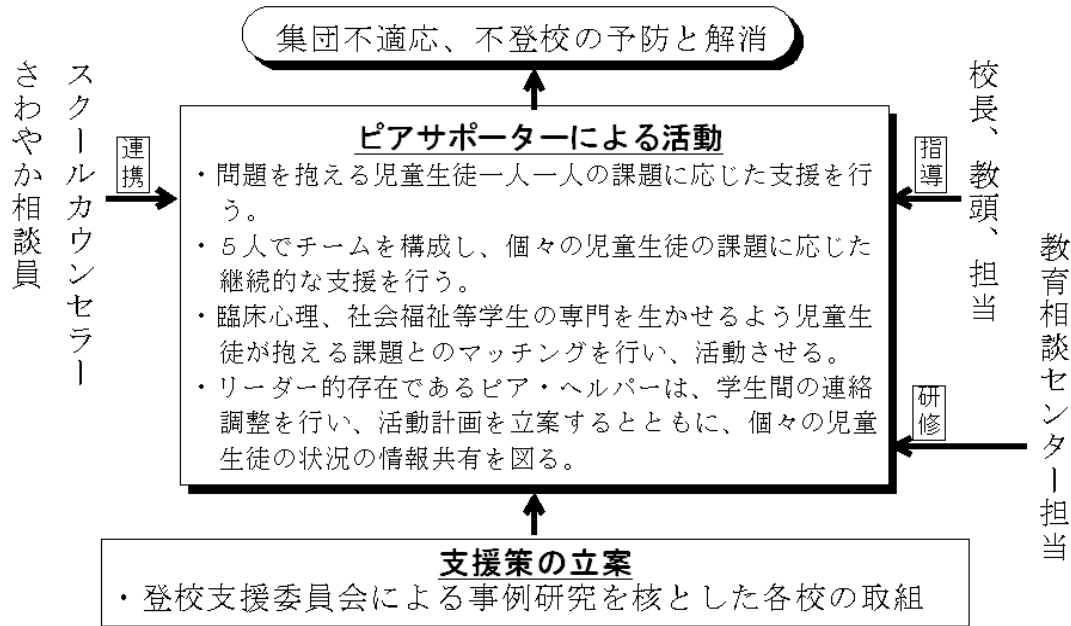 集団不適応、不登校の予防と解消
スクールカウンセラー
さわやか相談員
連携
ピアサポーターによる活動
・問題を抱える児童生徒一人一人の課題に応じた支援を行
う。
・５人でチームを構成し、個々の児童生徒の課題に応じた
継続的な支援を行う。
・臨床心理、社会福祉等学生の専門を生かせるよう児童生
徒が抱える課題とのマッチングを行い、活動させる。
・リーダー的存在であるピア・ヘルパーは、学生間の連絡
調整を行い、活動計画を立案するとともに、個々の児童
生徒の状況の情報共有を図る。
指導
校長、教頭、担当
研修
教育相談センター担当
支援策の立案
・登校支援委員会による事例研究を核とした各校の取組